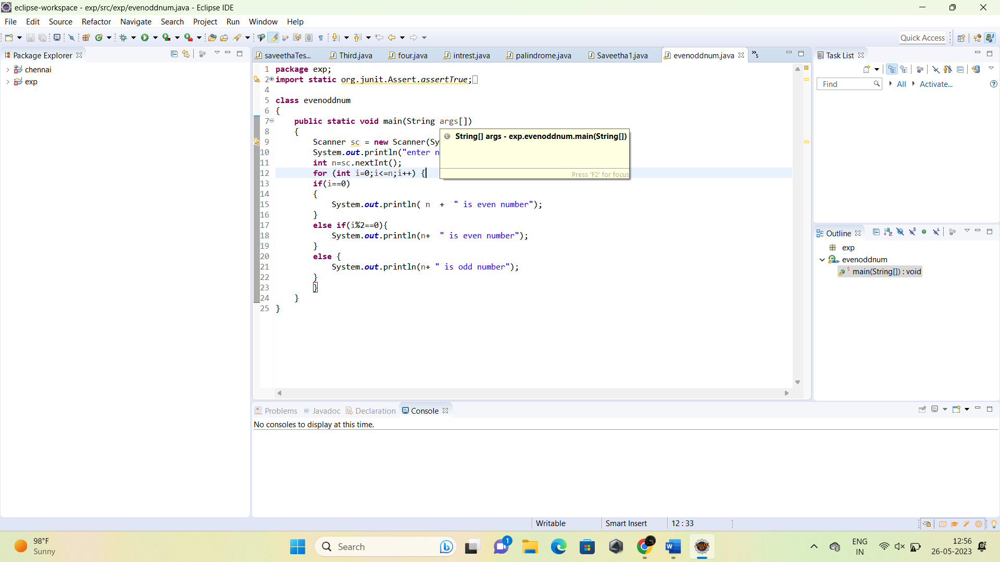 eclipse-workspace - exp/src/exp/evenoddnum.java - Eclipse IDE
File Edit Source Refactor Navigate Search Project Run Window Help
Quick Access
Package Explorer
chennai
exp
saveethaTes... Third.java four.java intrest.java palindrome.java Saveetha1.java evenoddnum.java »5
1 package exp;
2 import static org.junit.Assert.assertTrue;
4
5 class evenoddnum
6 {
7 public static void main(String args[])
8 {
9 Scanner sc = new Scanner(Sy
10 System.out.println("enter n
11 int n=sc.nextInt();
12 for (int i=0;i<=n;i++) {
13 if(i==0)
14 {
15 System.out.println( n  +  " is even number");
16 }
17 else if(i%2==0){
18 System.out.println(n+  " is even number");
19 }
20 else {
21 System.out.println(n+ " is odd number");
22 }
23 }
24 }
25 }
String[] args - exp.evenoddnum.main(String[])
Press 'F2' for focus
Task List
Find All Activate...
Outline
exp
evenoddnum
main(String[]) : void
Problems @ Javadoc Declaration Console
No consoles to display at this time.
Writable Smart Insert 12 : 33
98°F
Sunny
Search
1
ENG
IN
12:56
26-05-2023